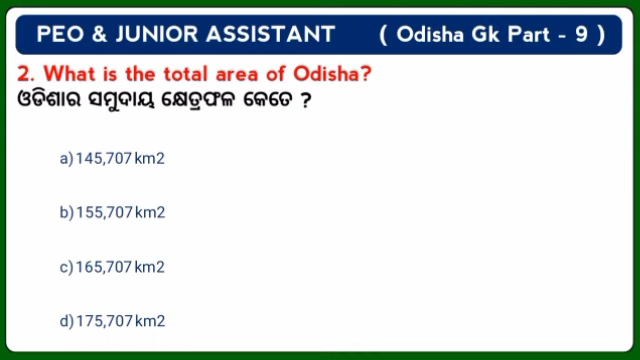 PEO & JUNIOR ASSISTANT ( Odisha Gk Part - 9 )
2. What is the total area of Odisha?
ଓଡିଶାର ସମୁଦାୟ କ୍ଷେତ୍ରଫଳ କେତେ ?
a) 145,707 km2
b) 155,707 km2
c) 165,707 km2
d) 175,707 km2